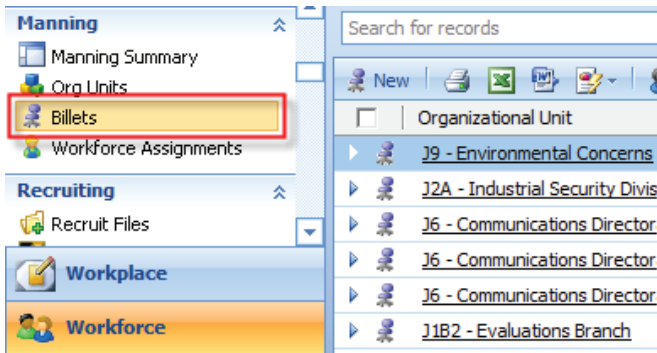 Manning
Manning Summary
Org Units
Billets
Workforce Assignments
Recruiting
Recruit Files
Workplace
Workforce
Search for records
New
Organizational Unit
J9 - Environmental Concerns
J2A - Industrial Security Divis
J6 - Communications Director
J6 - Communications Director
J6 - Communications Director
J1B2 - Evaluations Branch